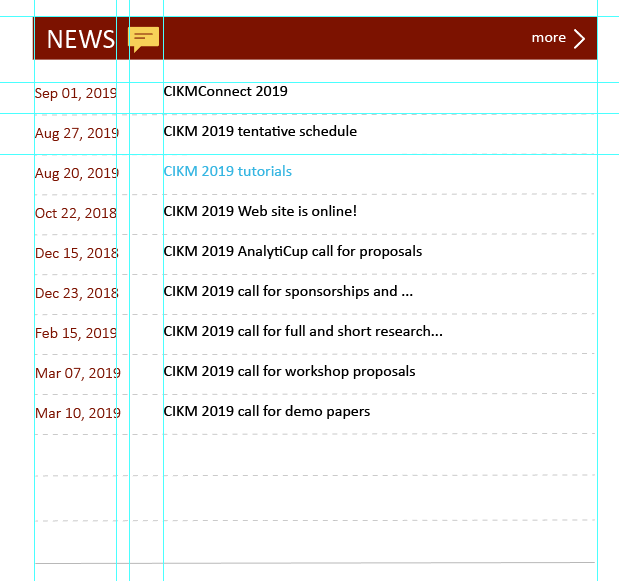 NEWS more
Sep 01, 2019 CIKMConnect 2019
Aug 27, 2019 CIKM 2019 tentative schedule
Aug 20, 2019 CIKM 2019 tutorials
Oct 22, 2018 CIKM 2019 Web site is online!
Dec 15, 2018 CIKM 2019 AnalytiCup call for proposals
Dec 23, 2018 CIKM 2019 call for sponsorships and ...
Feb 15, 2019 CIKM 2019 call for full and short research...
Mar 07, 2019 CIKM 2019 call for workshop proposals
Mar 10, 2019 CIKM 2019 call for demo papers